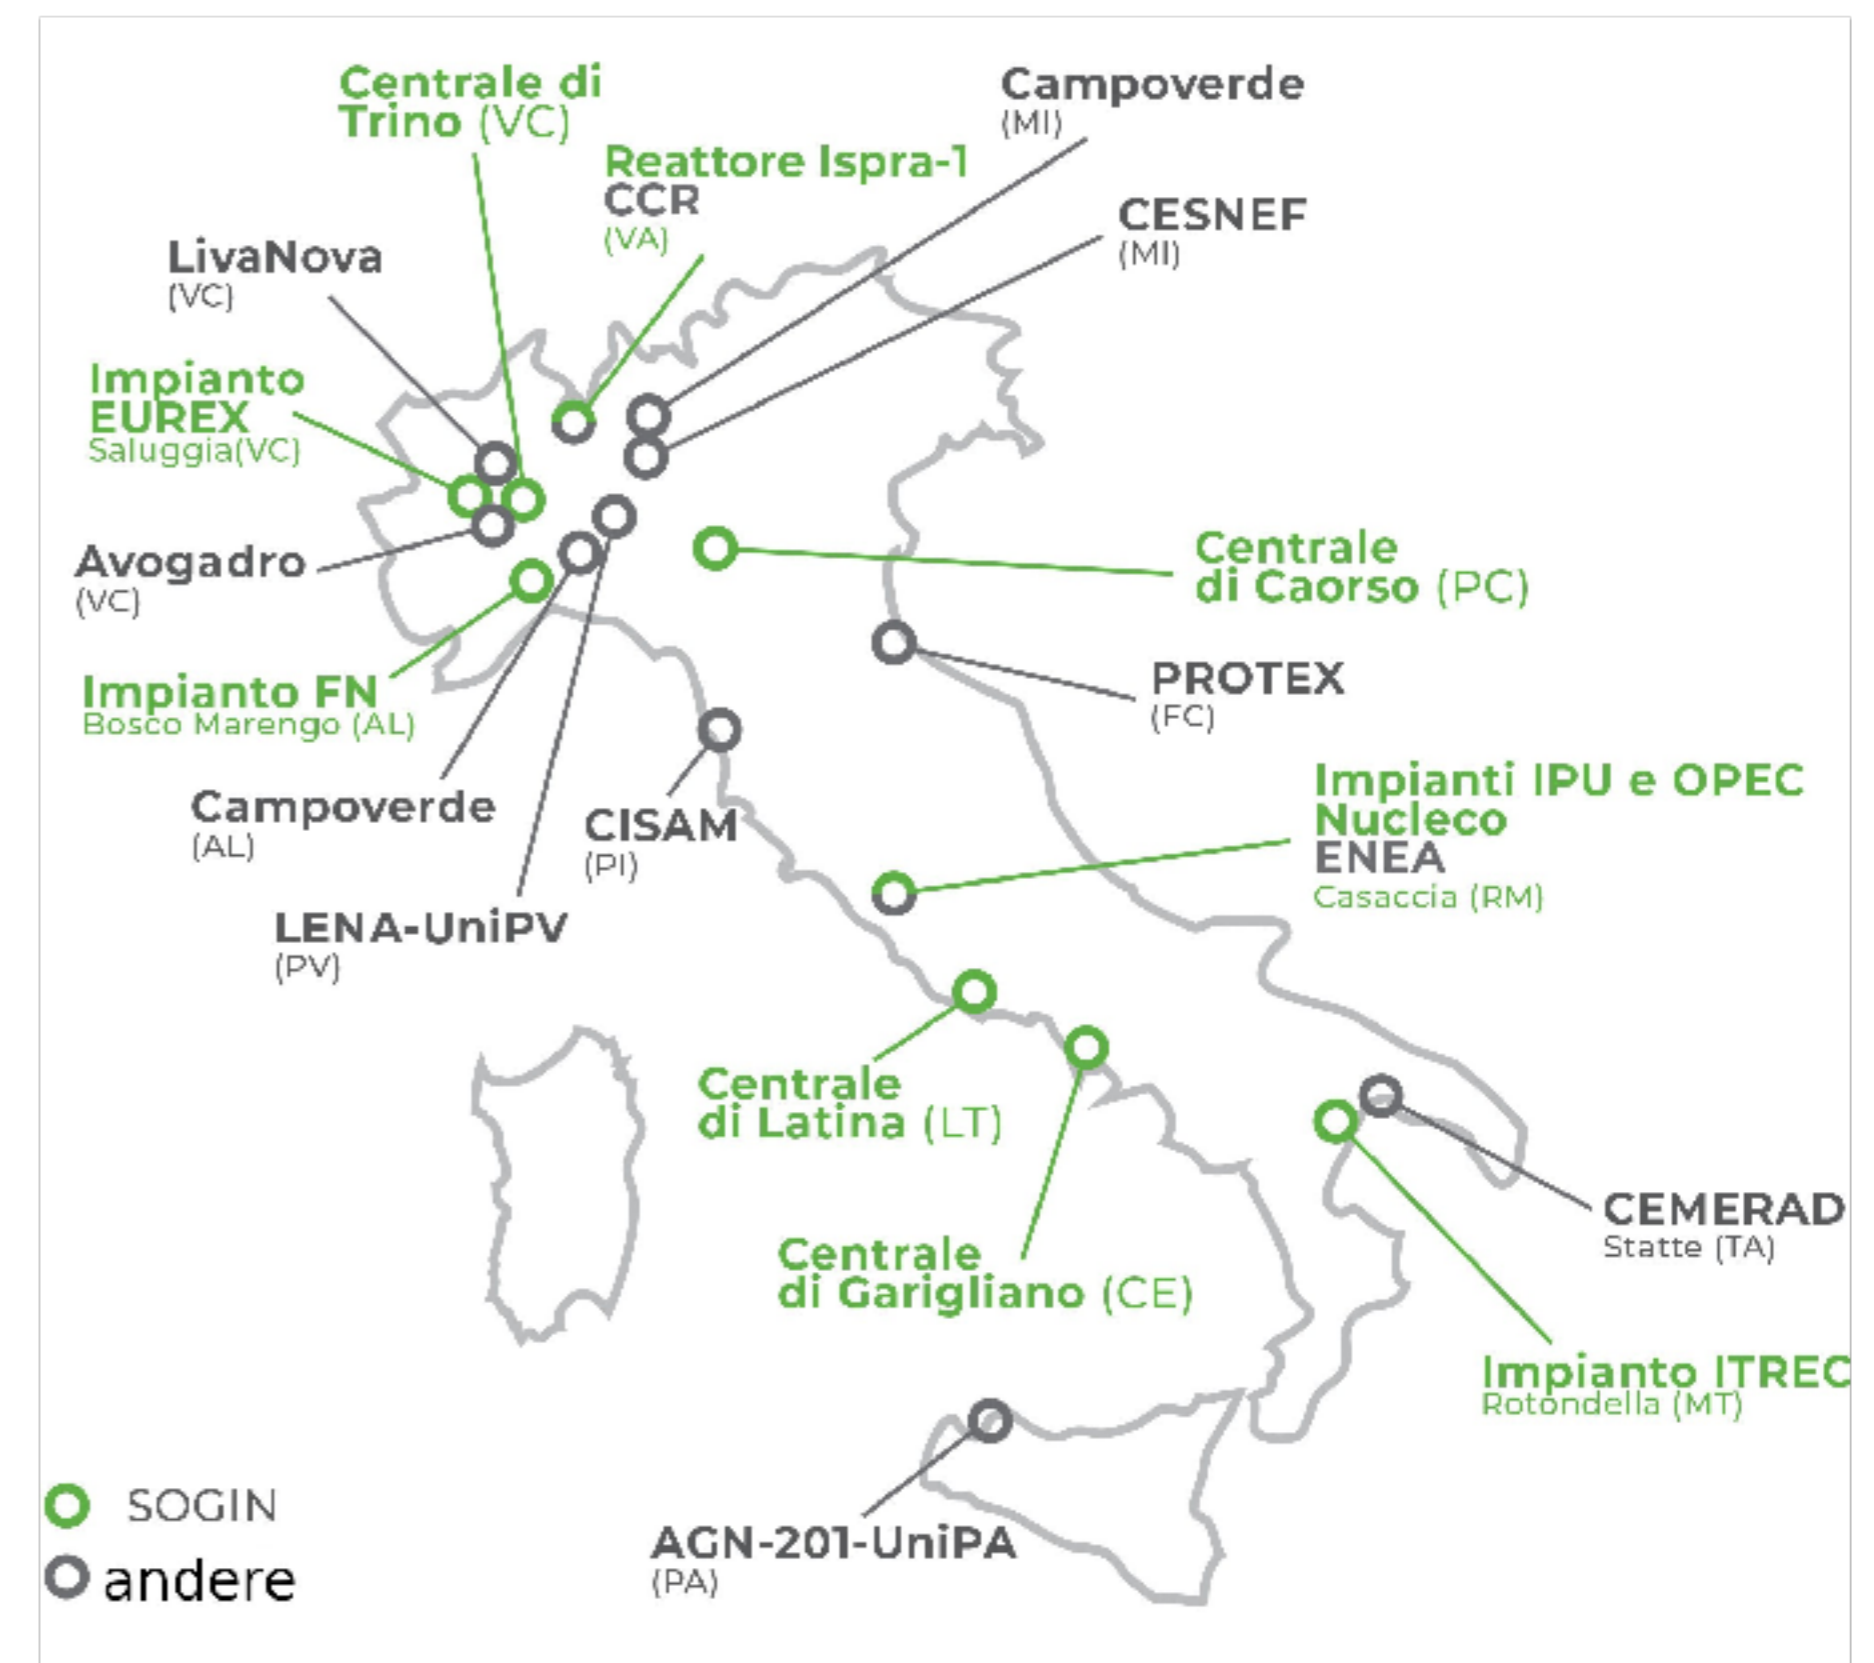 Centrale di
Trino (VC)
Campoverde
(MI)
Reattore Ispra-1
CCR
(VA)
CESNEF
(MI)
LivaNova
(VC)
Impianto
EUREX
Saluggia(VC)
Avogadro
(VC)
Centrale
di Caorso (PC)
Impianto FN
Bosco Marengo (AL)
PROTEX
(FC)
Campoverde
(AL)
CISAM
(PI)
Impianti IPU e OPEC
Nucleco
ENEA
Casaccia (RM)
LENA-UniPV
(PV)
Centrale
di Latina (LT)
CEMERAD
Statte (TA)
Centrale
di Garigliano (CE)
Impianto ITREC
Rotondella (MT)
SOGIN
andere
AGN-201-UniPA
(PA)